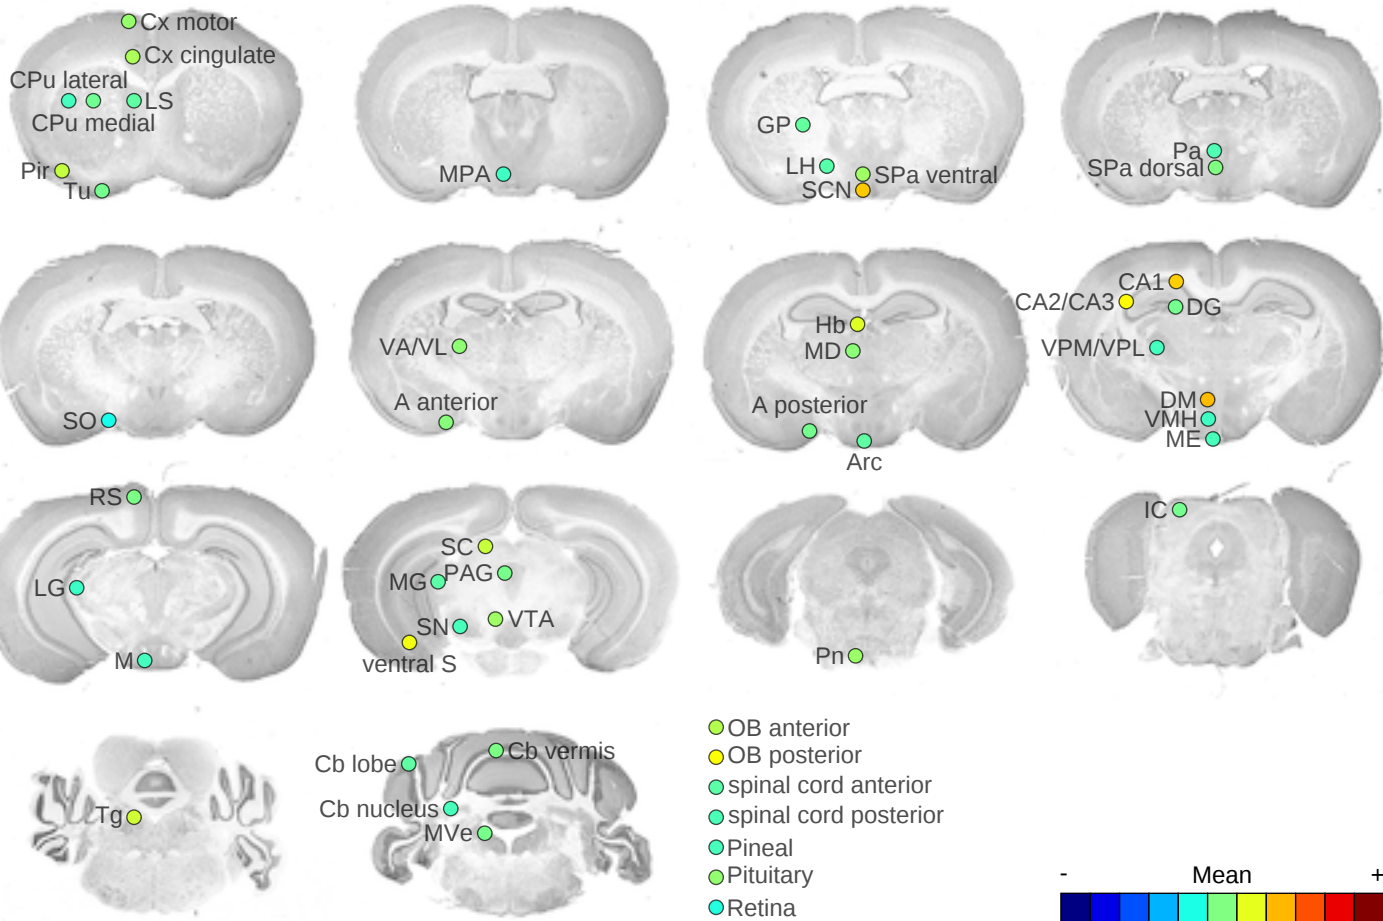 Cx motor
Cx cingulate
CPu lateral
LS
CPu medial
Pir
Tu
MPA
GP
LH
SPa ventral
SCN
Pa
SPa dorsal
SO
VA/VL
A anterior
Hb
MD
A posterior
Arc
CA1
CA2/CA3
DG
VPM/VPL
DM
VMH
ME
RS
LG
M
SC
PAG
MG
VTA
SN
ventral S
Pn
IC
Tg
Cb lobe
Cb vermis
Cb nucleus
MVe
OB anterior
OB posterior
spinal cord anterior
spinal cord posterior
Pineal
Pituitary
Retina
- Mean +